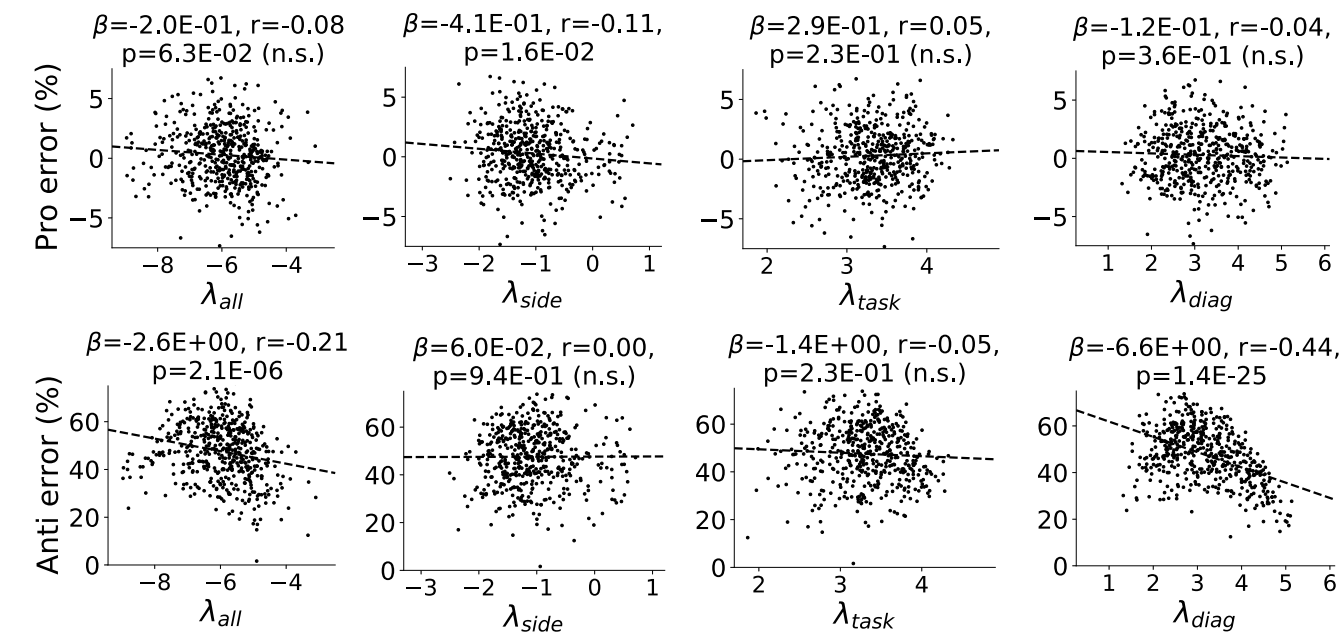 β=-2.0E-01, r=-0.08
p=6.3E-02 (n.s.)
β=-4.1E-01, r=-0.11,
p=1.6E-02
β=2.9E-01, r=0.05,
p=2.3E-01 (n.s.)
β=-1.2E-01, r=-0.04,
p=3.6E-01 (n.s.)
Pro error (%)
5
0
−5
−8 −6 −4
λall
5
0
−5
−3 −2 −1 0 1
λside
5
0
−5
2 3 4
λtask
5
0
−5
1 2 3 4 5 6
λdiag
β=-2.6E+00, r=-0.21
p=2.1E-06
β=6.0E-02, r=0.00,
p=9.4E-01 (n.s.)
β=-1.4E+00, r=-0.05,
p=2.3E-01 (n.s.)
β=-6.6E+00, r=-0.44,
p=1.4E-25
Anti error (%)
60
40
20
0
−8 −6 −4
λall
60
40
20
0
−3 −2 −1 0 1
λside
60
40
20
0
2 3 4
λtask
60
40
20
0
1 2 3 4 5 6
λdiag